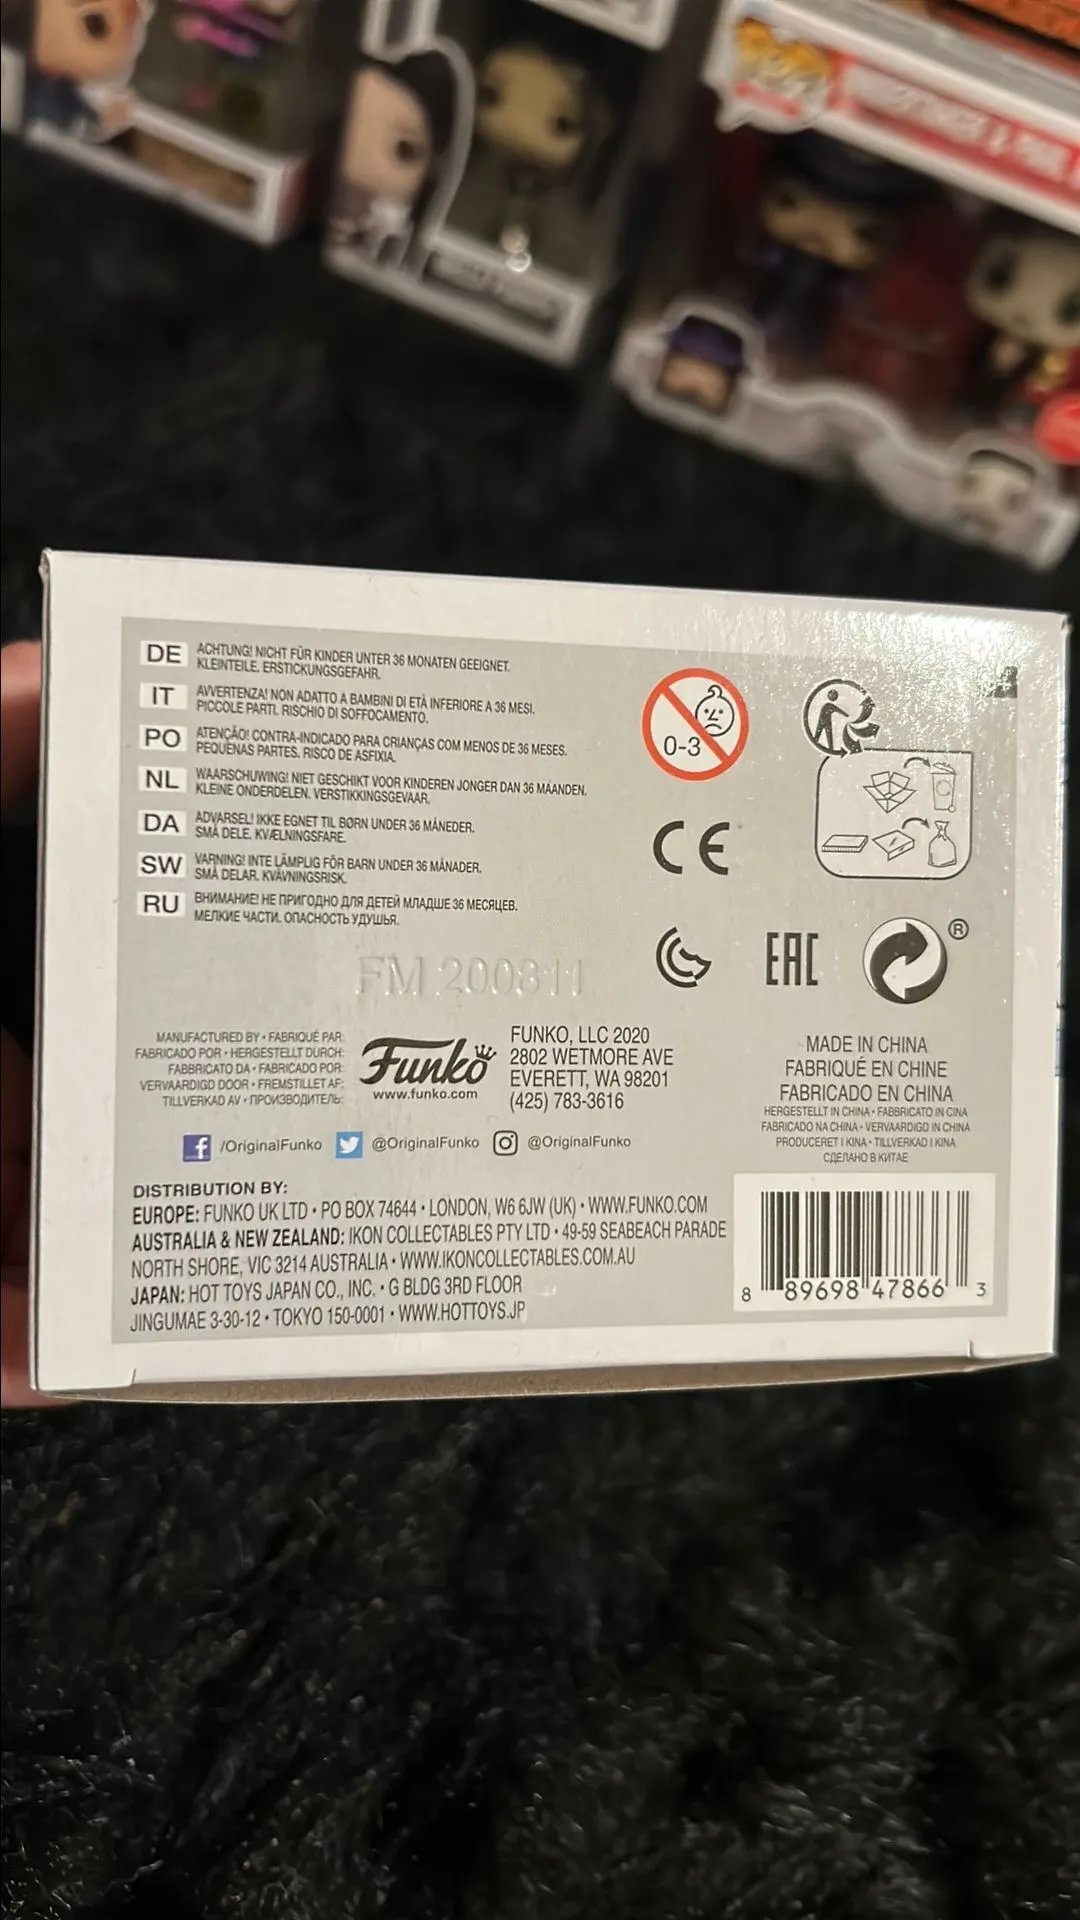 DE ACHTUNG! NICHT FÜR KINDER UNTER 36 MONATEN GEEIGNET.
KLEINTEILE. ERSTICKUNGSGEFAHR.
IT AVVERTENZA! NON ADATTO A BAMBINI DI ETÀ INFERIORE A 36 MESI.
PICCOLE PARTI. RISCHIO DI SOFFOCAMENTO.
PO ATENÇÃO! CONTRA-INDICADO PARA CRIANÇAS COM MENOS DE 36 MESES.
PEQUENAS PARTES. RISCO DE ASFIXIA.
NL WAARSCHUWING! NIET GESCHIKT VOOR KINDEREN JONGER DAN 36 MAANDEN.
KLEINE ONDERDELEN. VERSTIKKINGSGEVAAR.
DA ADVARSEL! IKKE EGNET TIL BØRN UNDER 36 MÅNEDER.
SMÅ DELE. KVÆLNINGSFARE.
SW VARNING! INTE LÄMPLIG FÖR BARN UNDER 36 MÅNADER.
SMÅ DELAR. KVÄVNINGSRISK.
RU ВНИМАНИЕ! НЕ ПРИГОДНО ДЛЯ ДЕТЕЙ МЛАДШЕ 36 МЕСЯЦЕВ.
МЕЛКИЕ ЧАСТИ. ОПАСНОСТЬ УДУШЬЯ.
0-3
CE
EAC
®
FM 200811
MANUFACTURED BY • FABRIQUÉ PAR:
FABRICADO POR • HERGESTELLT DURCH:
FABBRICATO DA • FABRICADO POR:
VERVAARDIGD DOOR • FREMSTILLET AF:
TILLVERKAD AV • ПРОИЗВОДИТЕЛЬ:
Funko
www.funko.com
FUNKO, LLC 2020
2802 WETMORE AVE
EVERETT, WA 98201
(425) 783-3616
MADE IN CHINA
FABRIQUÉ EN CHINE
FABRICADO EN CHINA
HERGESTELLT IN CHINA • FABBRICATO IN CINA
FABRICADO NA CHINA • VERVAARDIGD IN CHINA
PRODUCERET I KINA • TILLVERKAD I KINA
СДЕЛАНО В КИТАЕ
f /OriginalFunko @OriginalFunko @OriginalFunko
DISTRIBUTION BY:
EUROPE: FUNKO UK LTD • PO BOX 74644 • LONDON, W6 6JW (UK) • WWW.FUNKO.COM
AUSTRALIA & NEW ZEALAND: IKON COLLECTABLES PTY LTD • 49-59 SEABEACH PARADE
NORTH SHORE, VIC 3214 AUSTRALIA • WWW.IKONCOLLECTABLES.COM.AU
JAPAN: HOT TOYS JAPAN CO., INC. • G BLDG 3RD FLOOR
JINGUMAE 3-30-12 • TOKYO 150-0001 • WWW.HOTTOYS.JP
8 89698 47866 3